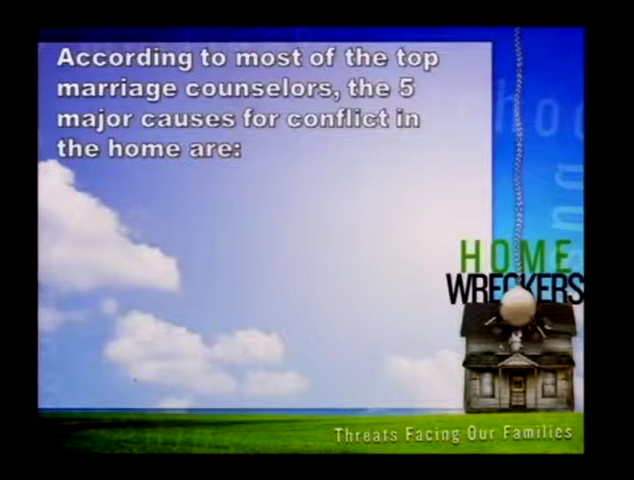 According to most of the top
marriage counselors, the 5
major causes for conflict in
the home are:
HOME
WRECKERS
Threats Facing Our Families